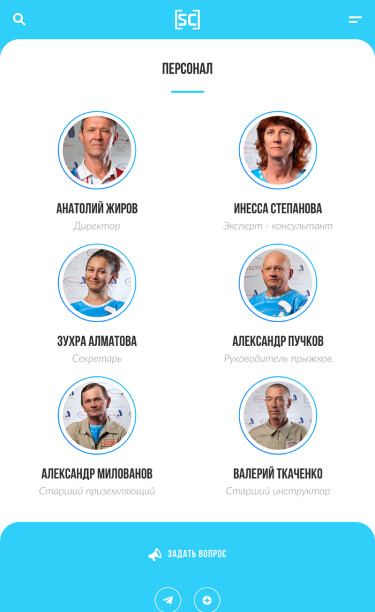 [SC]
ПЕРСОНАЛ
АНАТОЛИЙ ЖИРОВ
Директор
ИНЕССА СТЕПАНОВА
Эксперт - консультант
ЗУХРА АЛМАТОВА
Секретарь
АЛЕКСАНДР ПУЧКОВ
Руководитель прыжков
АЛЕКСАНДР МИЛОВАНОВ
Старший приземляющий
ВАЛЕРИЙ ТКАЧЕНКО
Старший инструктор
ЗАДАТЬ ВОПРОС